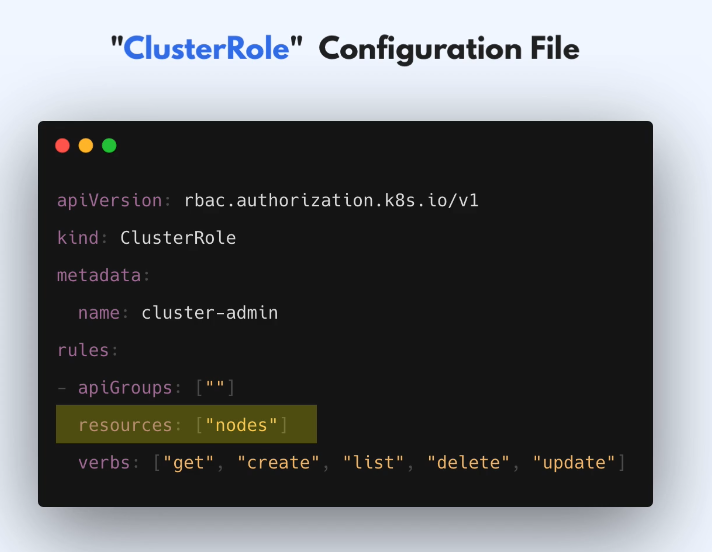 "ClusterRole" Configuration File
apiVersion: rbac.authorization.k8s.io/v1
kind: ClusterRole
metadata:
  name: cluster-admin
rules:
- apiGroups: [""]
  resources: ["nodes"]
  verbs: ["get", "create", "list", "delete", "update"]